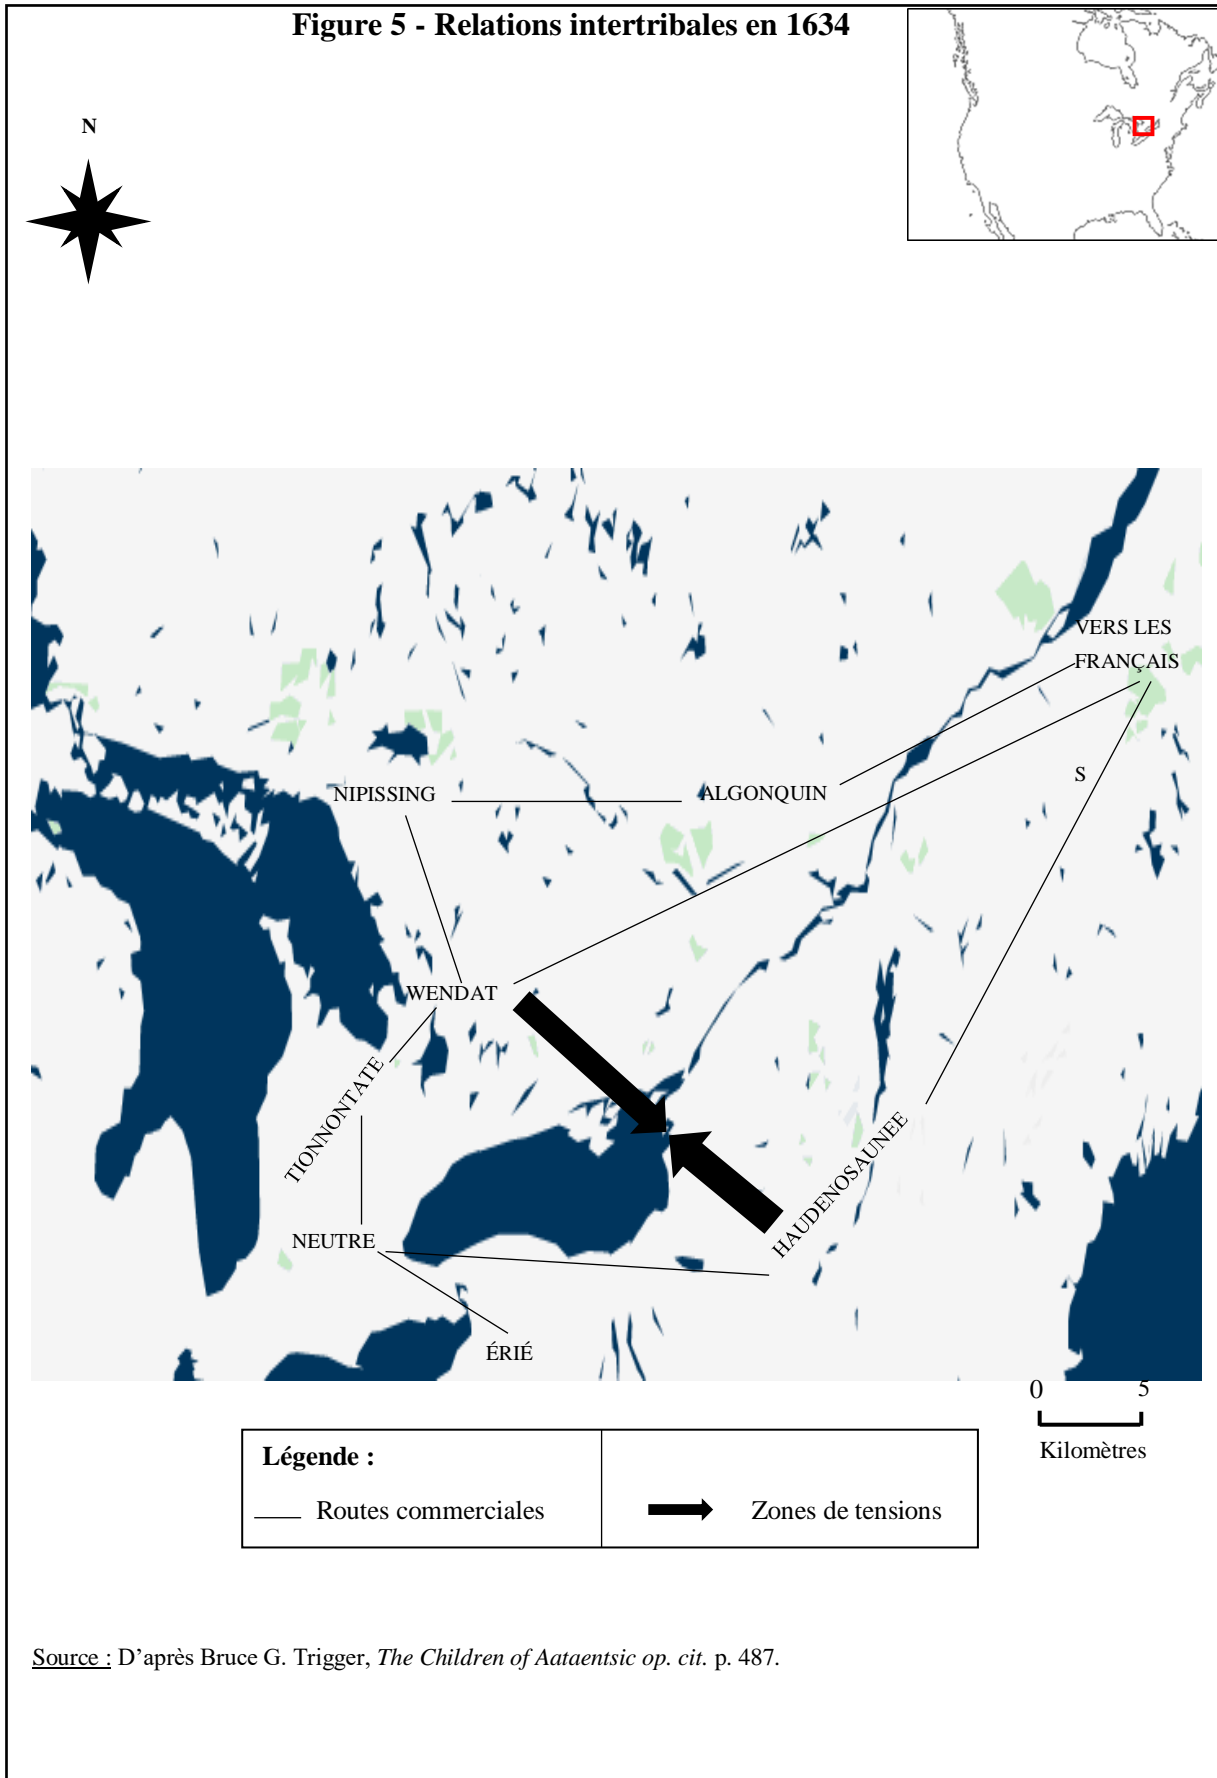 Figure 5 - Relations intertribales en 1634
N
VERS LES
FRANÇAIS
S
NIPISSING
ALGONQUIN
WENDAT
TIONNONTATE
HAUDENOSAUNEE
NEUTRE
ÉRIÉ
0 5
Kilomètres
Légende :
Routes commerciales
Zones de tensions
Source : D’après Bruce G. Trigger, The Children of Aataentsic op. cit. p. 487.